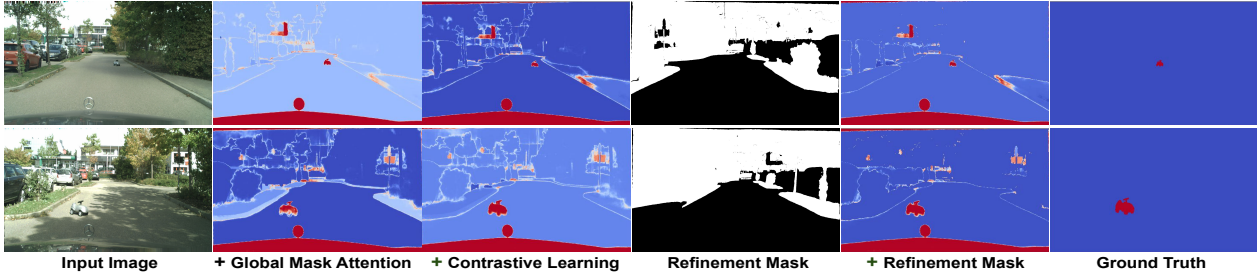 Input Image
+ Global Mask Attention
+ Contrastive Learning
Refinement Mask
+ Refinement Mask
Ground Truth